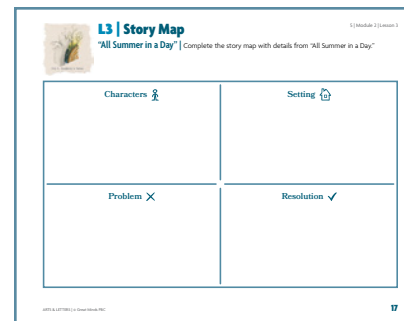 L3 | Story Map
5 | Module 2 | Lesson 3
"All Summer in a Day" | Complete the story map with details from "All Summer in a Day."
Characters
Setting
Problem
Resolution
ARTS & LETTERS | © Great Minds PBC
17